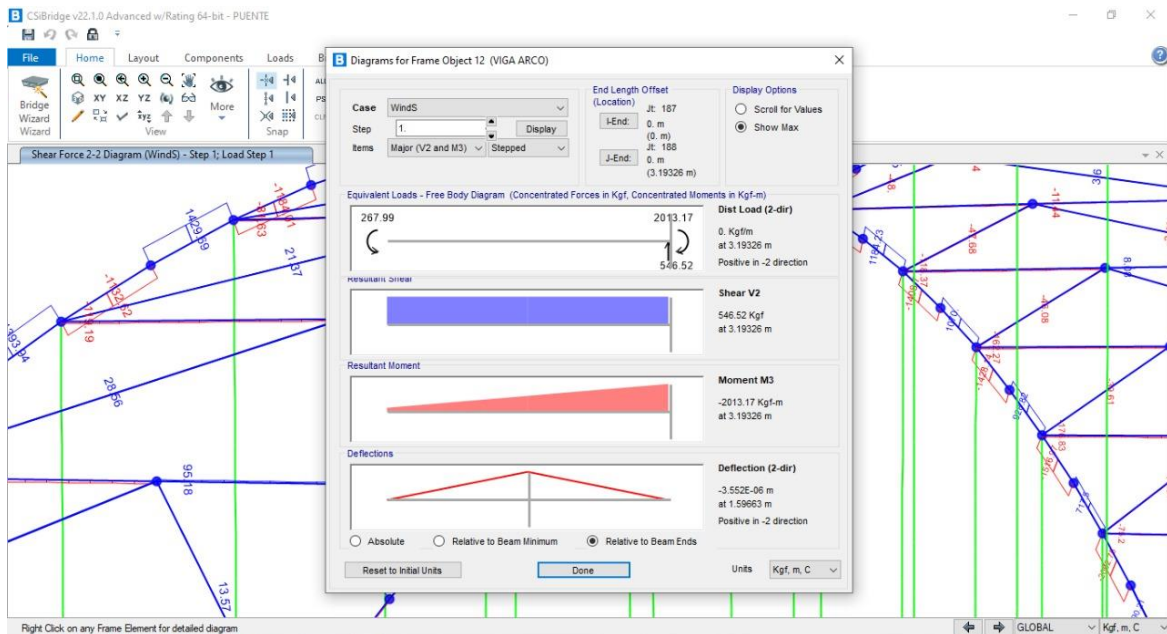 CSiBridge v22.1.0 Advanced w/Rating 64-bit - PUENTE
File
Home
Layout
Components
Loads
Bridge
Wizard
XY
XZ
YZ
xyz
More
Wizard
View
Snap
Shear Force 2-2 Diagram (WindS) - Step 1; Load Step 1
Diagrams for Frame Object 12 (VIGA ARCO)
Case
WindS
Step
1.
Display
Items
Major (V2 and M3)
Stepped
End Length Offset
(Location)
Jt: 187
I-End:
0. m
(0. m)
Jt: 188
J-End:
0. m
(3.19326 m)
Display Options
Scroll for Values
Show Max
Equivalent Loads - Free Body Diagram (Concentrated Forces in Kgf, Concentrated Moments in Kgf-m)
267.99
2013.17
546.52
Dist Load (2-dir)
0. Kgf/m
at 3.19326 m
Positive in -2 direction
Resultant Shear
Shear V2
546.52 Kgf
at 3.19326 m
Resultant Moment
Moment M3
-2013.17 Kgf-m
at 3.19326 m
Deflections
Deflection (2-dir)
-3.552E-06 m
at 1.59663 m
Positive in -2 direction
Absolute
Relative to Beam Minimum
Relative to Beam Ends
Reset to Initial Units
Done
Units
Kgf, m, C
1429.69
21.37
28.56
95.18
13.57
-47.68
Right Click on any Frame Element for detailed diagram
GLOBAL
Kgf, m, C